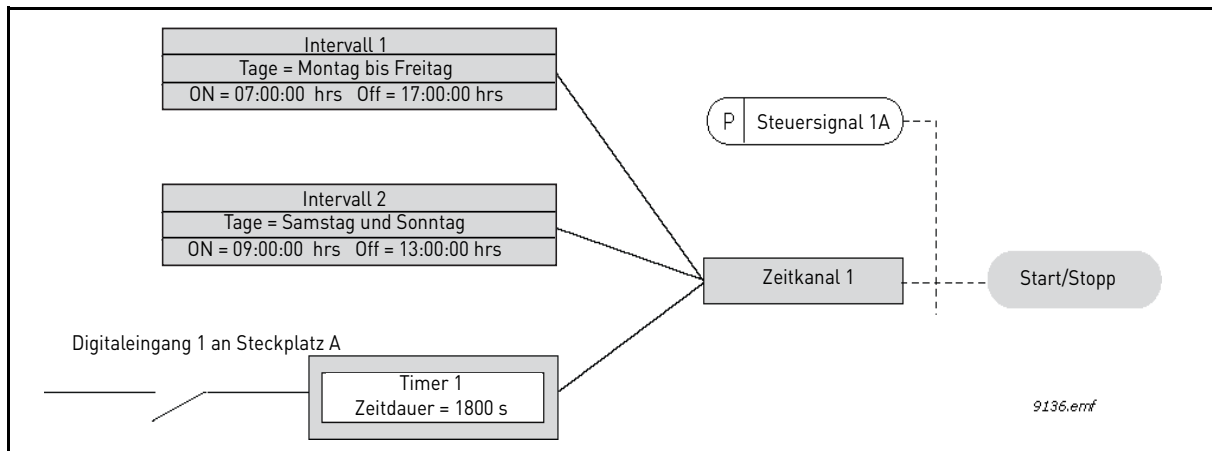 Intervall 1
Tage = Montag bis Freitag
ON = 07:00:00 hrs Off = 17:00:00 hrs
P Steuersignal 1A
Intervall 2
Tage = Samstag und Sonntag
ON = 09:00:00 hrs Off = 13:00:00 hrs
Zeitkanal 1
Start/Stopp
Digitaleingang 1 an Steckplatz A
Timer 1
Zeitdauer = 1800 s
9136.emf